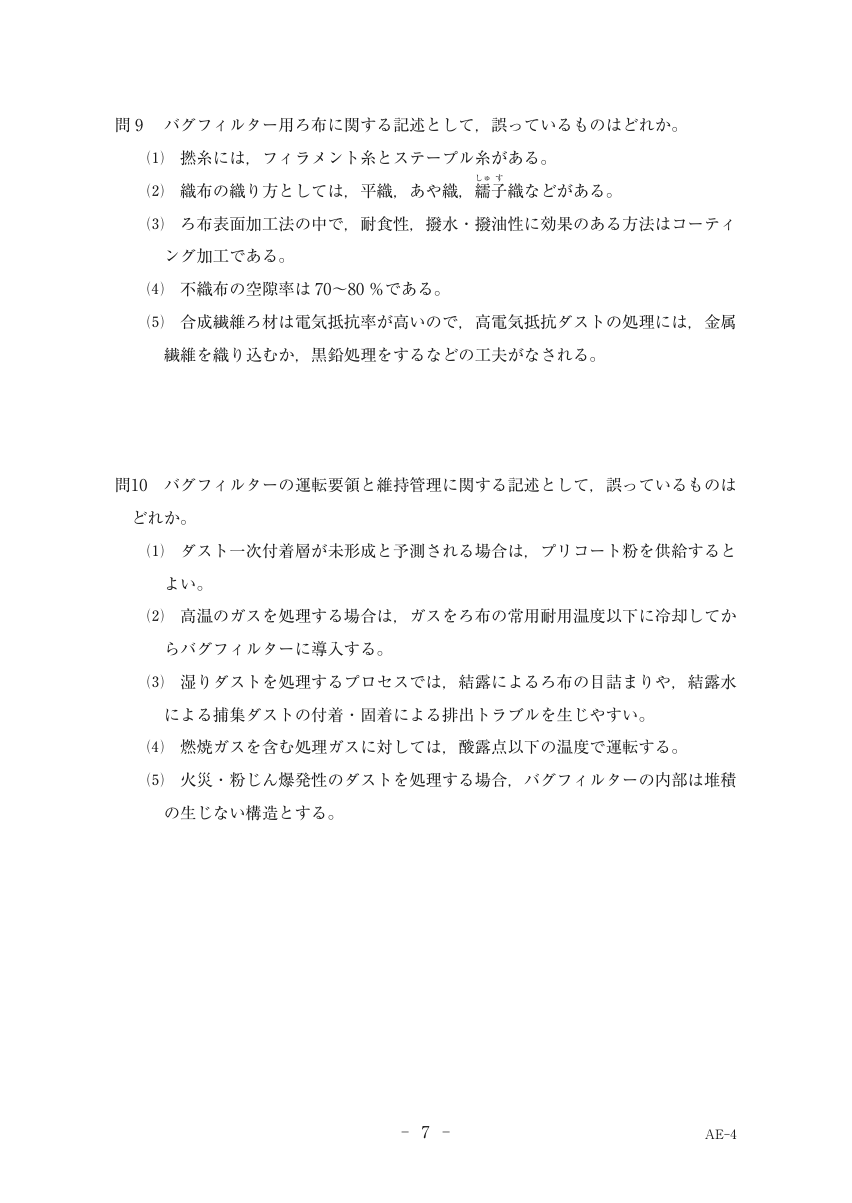 問９　バグフィルター用ろ布に関する記述として，誤っているものはどれか。
⑴　撚糸には，フィラメント糸とステープル糸がある。
しゅ す
⑵　織布の織り方としては，平織，あや織，繻子織などがある。
⑶　ろ布表面加工法の中で，耐食性，撥水・撥油性に効果のある方法はコーティ
ング加工である。
⑷　不織布の空隙率は 70～80 ％である。
⑸　合成繊維ろ材は電気抵抗率が高いので，高電気抵抗ダストの処理には，金属
繊維を織り込むか，黒鉛処理をするなどの工夫がなされる。
問10　バグフィルターの運転要領と維持管理に関する記述として，誤っているものは
どれか。
⑴　ダスト一次付着層が未形成と予測される場合は，プリコート粉を供給すると
よい。
⑵　高温のガスを処理する場合は，ガスをろ布の常用耐用温度以下に冷却してか
らバグフィルターに導入する。
⑶　湿りダストを処理するプロセスでは，結露によるろ布の目詰まりや，結露水
による捕集ダストの付着・固着による排出トラブルを生じやすい。
⑷　燃焼ガスを含む処理ガスに対しては，酸露点以下の温度で運転する。
⑸　火災・粉じん爆発性のダストを処理する場合，バグフィルターの内部は堆積
の生じない構造とする。
－ 7 －
AE–4